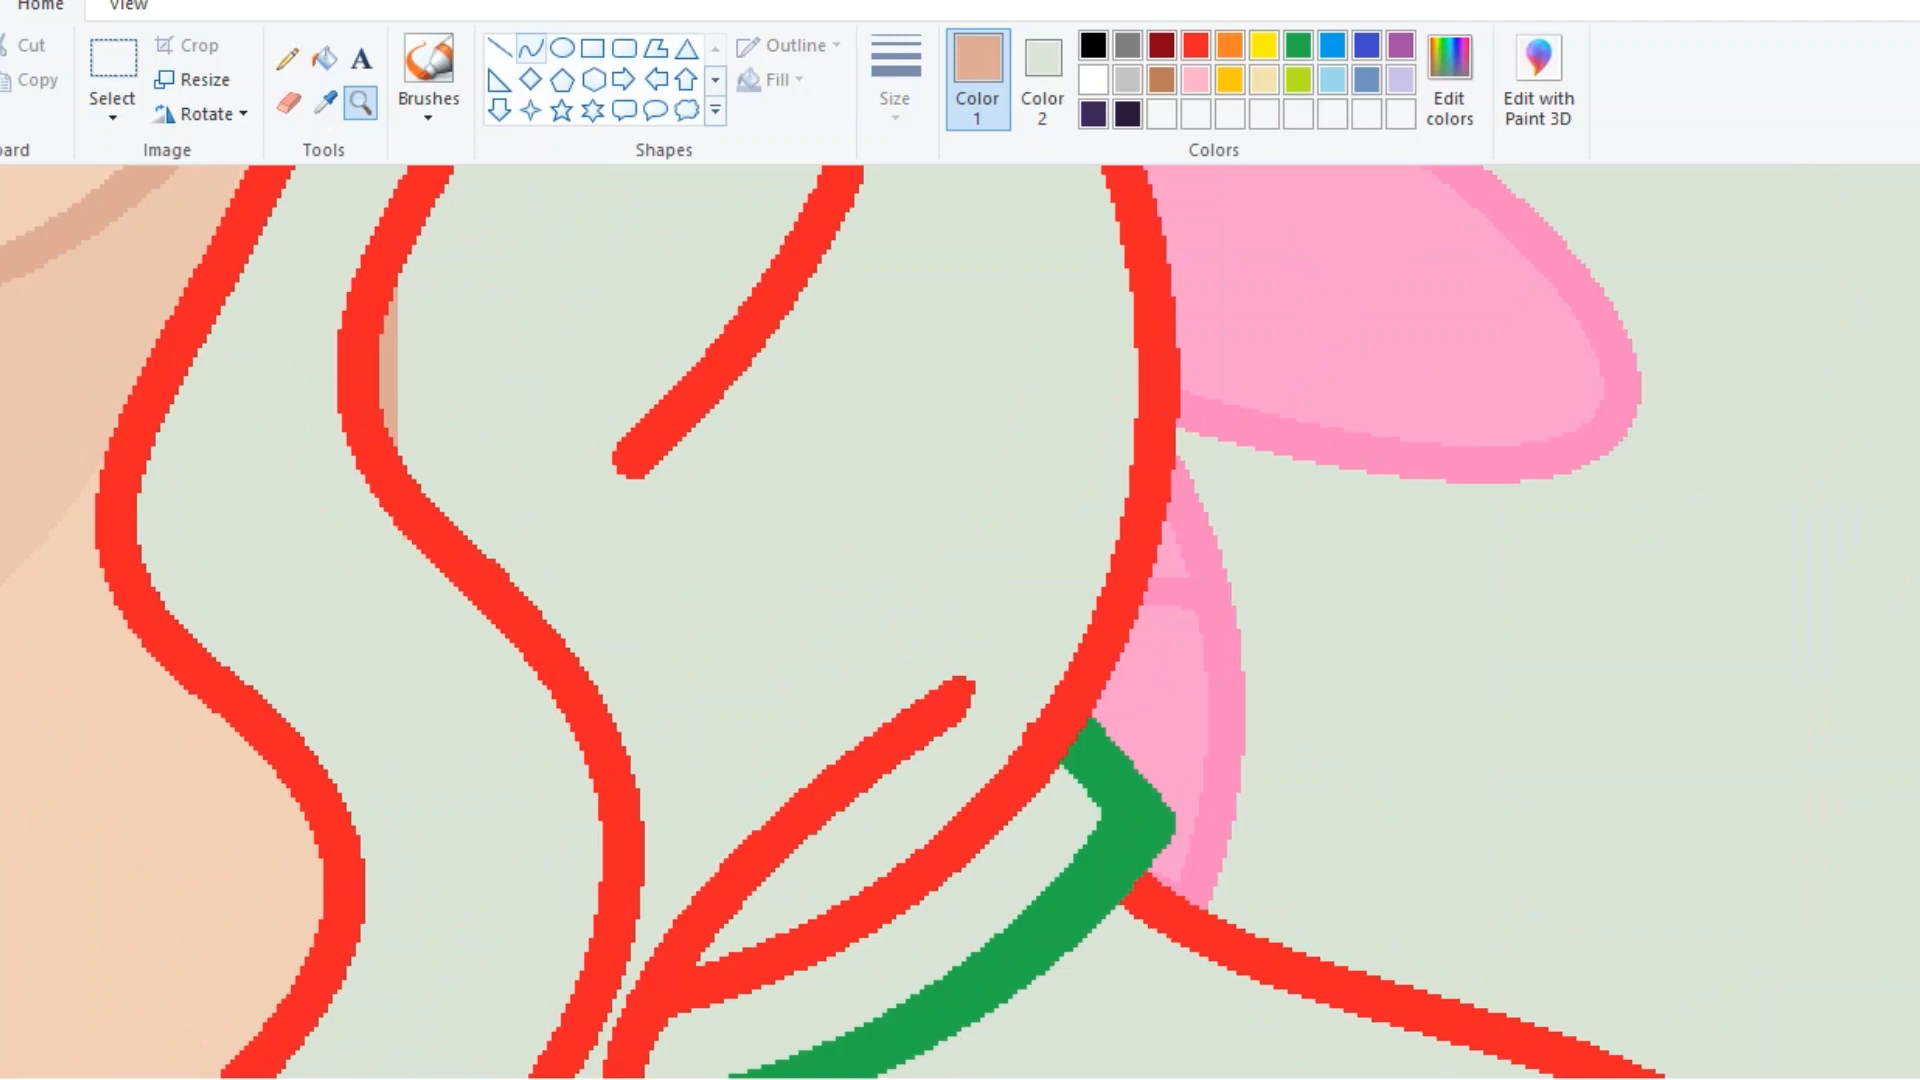 Home View
Cut
Copy
Select
Crop
Resize
Rotate
A
Brushes
Outline
Fill
Size
Color
1
Color
2
Edit
colors
Edit with
Paint 3D
Image
Tools
Shapes
Colors